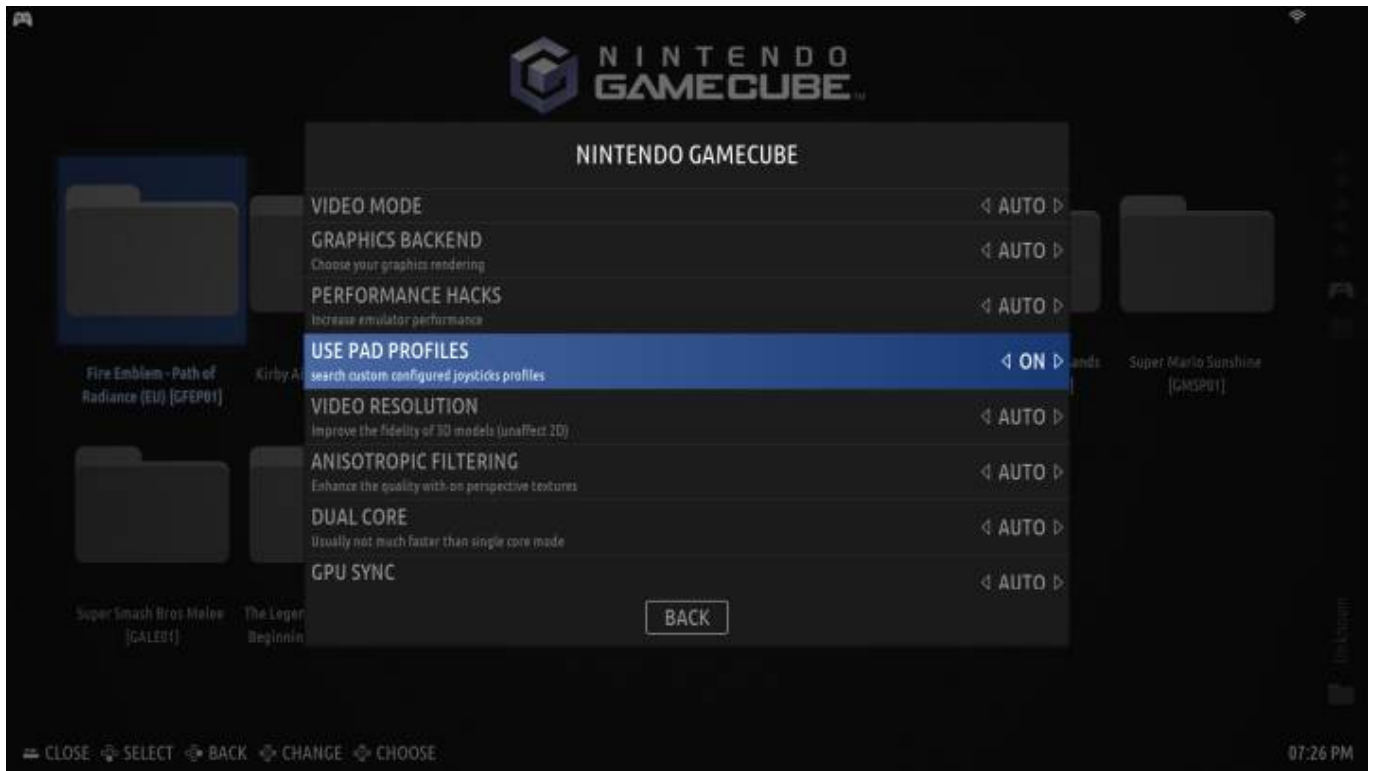 NINTENDO
GAMECUBE
NINTENDO GAMECUBE
VIDEO MODE
AUTO
GRAPHICS BACKEND
Choose your graphics rendering
AUTO
PERFORMANCE HACKS
Increase emulator performance
AUTO
USE PAD PROFILES
search custom configured joysticks profiles
ON
VIDEO RESOLUTION
Improve the fidelity of 3D models (unaffect 2D)
AUTO
ANISOTROPIC FILTERING
Enhance the quality with on perspective textures
AUTO
DUAL CORE
Usually not much faster than single core mode
AUTO
GPU SYNC
AUTO
BACK
Fire Emblem - Path of
Radiance (EU) [GFEP01]
Kirby
Super Mario Sunshine
[GMSP01]
Super Smash Bros Melee
[GALE01]
The
Unknown
CLOSE SELECT BACK CHANGE CHOOSE
07:26 PM